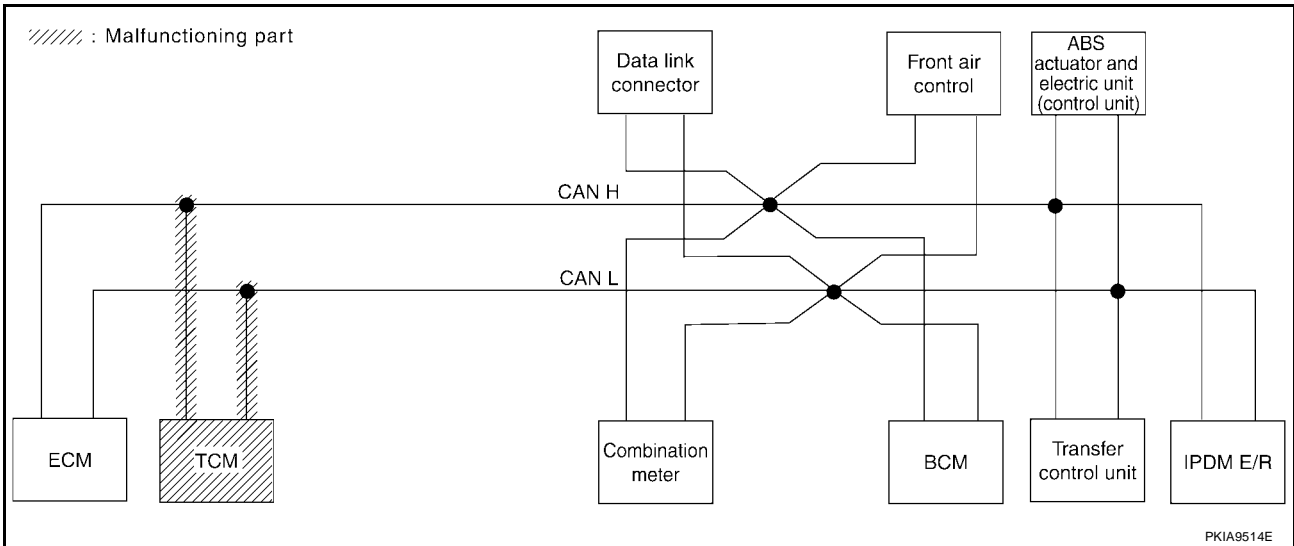 : Malfunctioning part
Data link
connector
Front air
control
ABS
actuator and
electric unit
(control unit)
CAN H
CAN L
ECM
TCM
Combination
meter
BCM
Transfer
control unit
IPDM E/R
PKIA9514E